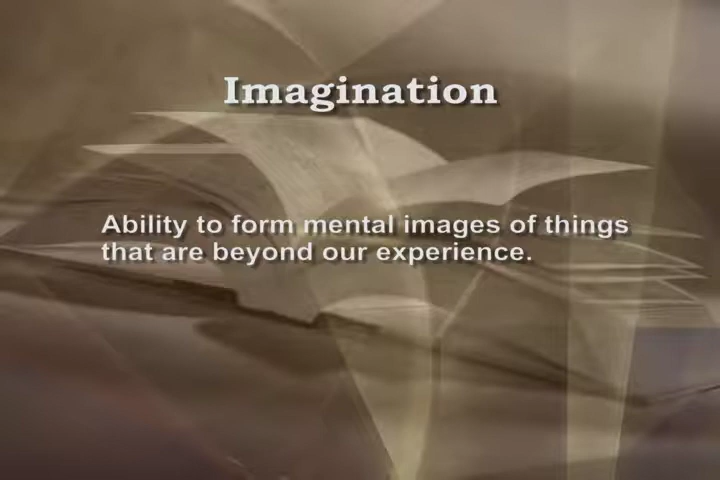 Imagination
Ability to form mental images of things
that are beyond our experience.